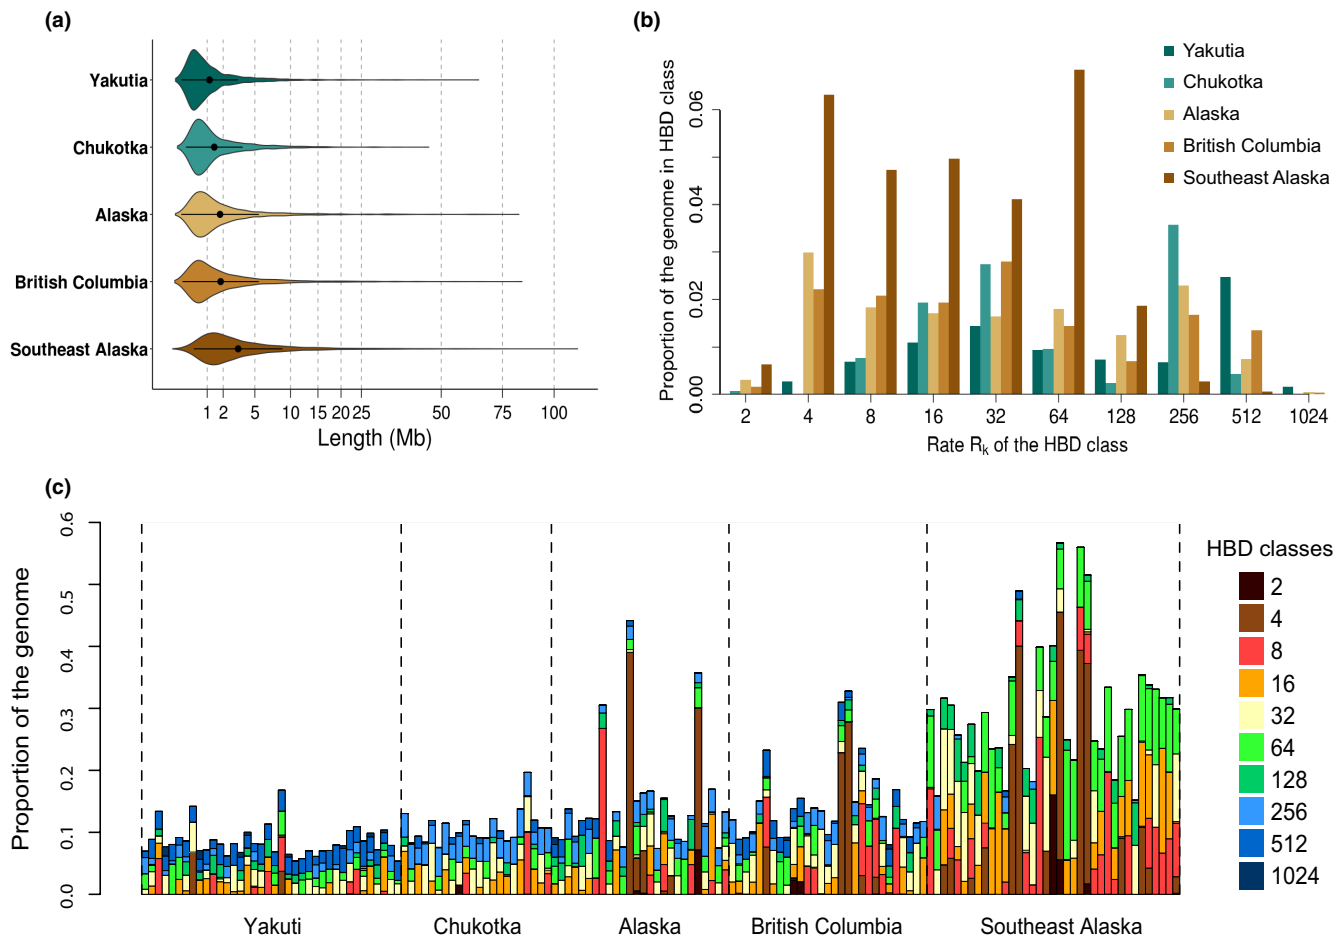 (a)
Yakutia
Chukotka
Alaska
British Columbia
Southeast Alaska
1 2 5 10 15 20 25 50 75 100
Length (Mb)
(b)
Proportion of the genome in HBD class
0.00 0.02 0.04 0.06
2 4 8 16 32 64 128 256 512 1024
Rate Rk of the HBD class
Yakutia
Chukotka
Alaska
British Columbia
Southeast Alaska
(c)
Proportion of the genome
0.0 0.1 0.2 0.3 0.4 0.5 0.6
Yakuti Chukotka Alaska British Columbia Southeast Alaska
HBD classes
2
4
8
16
32
64
128
256
512
1024